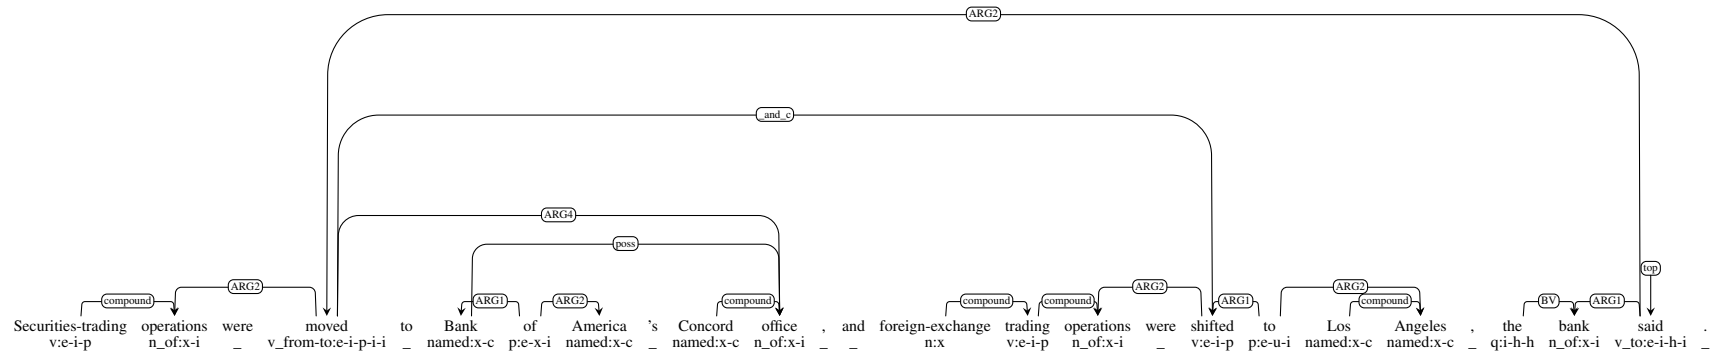 ARG2
_and_c
ARG4
poss
top
ARG2 ARG2 ARG2
compound ARG1 ARG2 compound compound compound ARG1 compound BV ARG1
Securities-trading operations were moved to Bank of America 's Concord office , and foreign-exchange trading operations were shifted to Los Angeles , the bank said .
v:e-i-p n_of:x-i _ v_from-to:e-i-p-i-i _ named:x-c p:e-x-i named:x-c _ named:x-c n_of:x-i _ _ n:x v:e-i-p n_of:x-i _ v:e-i-p p:e-u-i named:x-c named:x-c _ q:i-h-h n_of:x-i v_to:e-i-h-i _